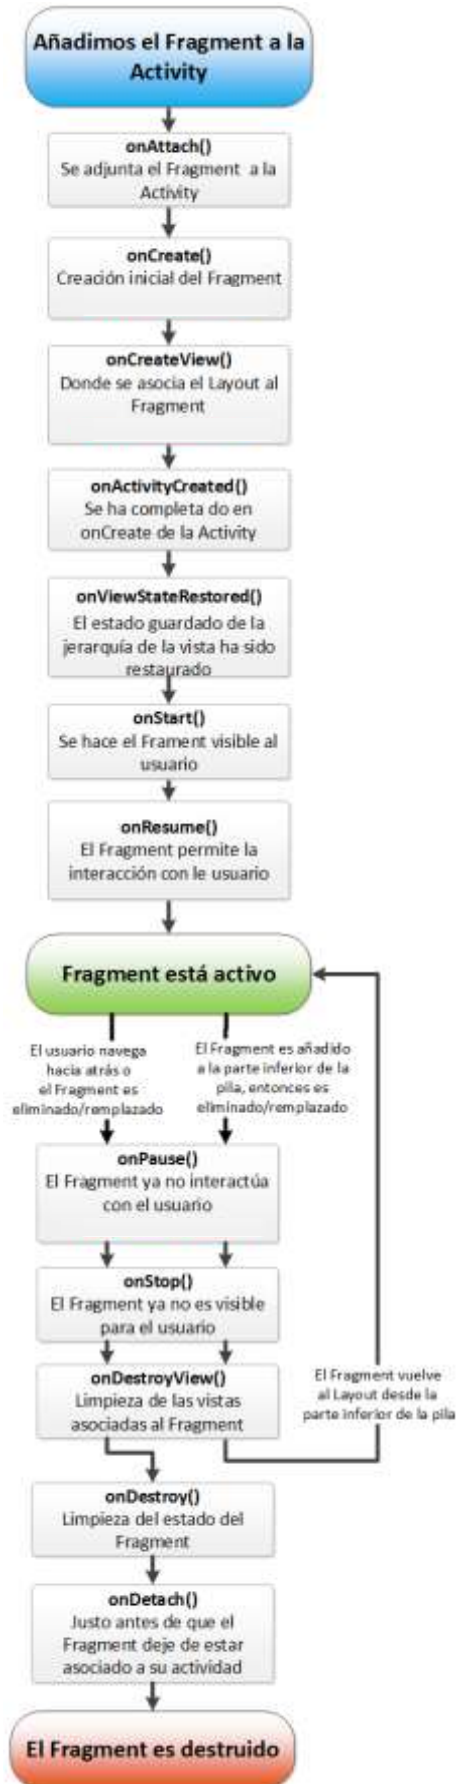 Añadimos el Fragment a la
Activity
onAttach()
Se adjunta el Fragment a la
Activity
onCreate()
Creación inicial del Fragment
onCreateView()
Donde se asocia el Layout al
Fragment
onActivityCreated()
Se ha completa do en
onCreate de la Activity
onViewStateRestored()
El estado guardado de la
jerarquía de la vista ha sido
restaurado
onStart()
Se hace el Frament visible al
usuario
onResume()
El Fragment permite la
interacción con le usuario
Fragment está activo
El usuario navega
hacia atrás o
el Fragment es
eliminado/remplazado
El Fragment es añadido
a la parte inferior de la
pila, entonces es
eliminado/remplazado
onPause()
El Fragment ya no interactúa
con el usuario
onStop()
El Fragment ya no es visible
para el usuario
onDestroyView()
Limpieza de las vistas
asociadas al Fragment
El Fragment vuelve
al Layout desde la
parte inferior de la pila
onDestroy()
Limpieza del estado del
Fragment
onDetach()
Justo antes de que el
Fragment deje de estar
asociado a su actividad
El Fragment es destruido